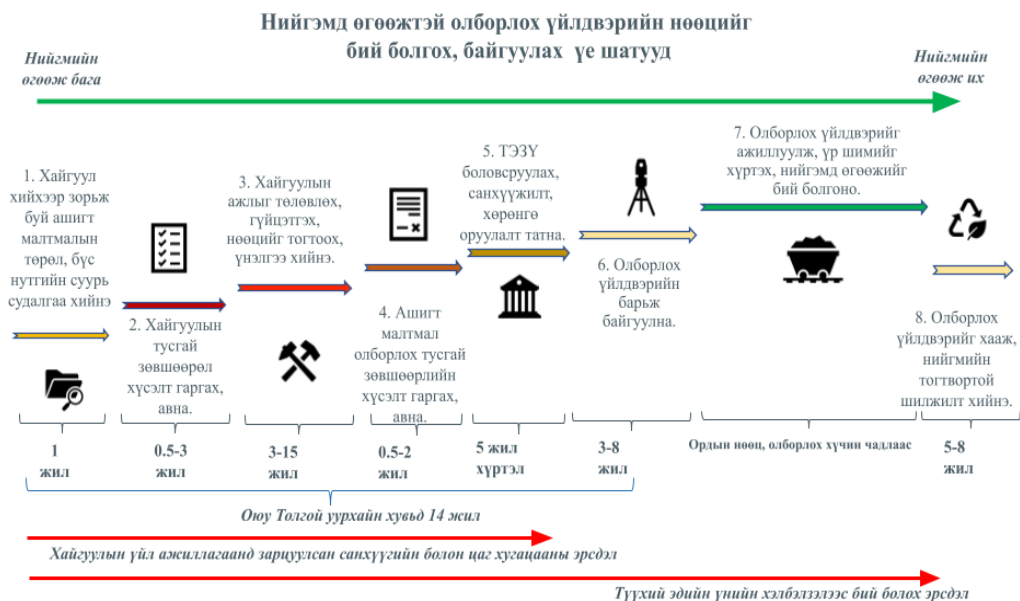 Нийгэмд өгөөжтэй олборлох үйлдвэрийн нөөцийг
бий болгох, байгуулах үе шатууд
Нийгмийн
өгөөж бага
Нийгмийн
өгөөж их
1. Хайгуул
хийхээр зорьж
буй ашигт
малтмалын
төрөл, бүс
нутгийн суурь
судалгаа хийнэ
2. Хайгуулын
тусгай
зөвшөөрөл
хүсэлт гаргах,
авна.
3. Хайгуулын
ажлыг төлөвлөх,
гүйцэтгэх,
нөөцийг тогтоох,
үнэлгээ хийнэ.
4. Ашигт
малтмал
олборлох тусгай
зөвшөөрлийн
хүсэлт гаргах,
авна.
5. ТЭЗҮ
боловсруулах,
санхүүжилт,
хөрөнгө
оруулалт татна.
6. Олборлох
үйлдвэрийн
барьж
байгуулна.
7. Олборлох үйлдвэрийг
ажиллуулж, үр шимийг
хүртэх, нийгэмд өгөөжийг
бий болгоно.
8. Олборлох
үйлдвэрийг хааж,
нийгмийн
тогтвортой
шилжилт хийнэ.
1
жил
0.5-3
жил
3-15
жил
0.5-2
жил
5 жил
хүртэл
3-8
жил
Ордын нөөц, олборлох хүчин чадлаас
5-8
жил
Оюу Толгой уурхайн хувьд 14 жил
Хайгуулын үйл ажиллагаанд зарцуулсан санхүүгийн болон цаг хугацааны эрсдэл
Түүхий эдийн үнийн хэлбэлзэлээс бий болох эрсдэл